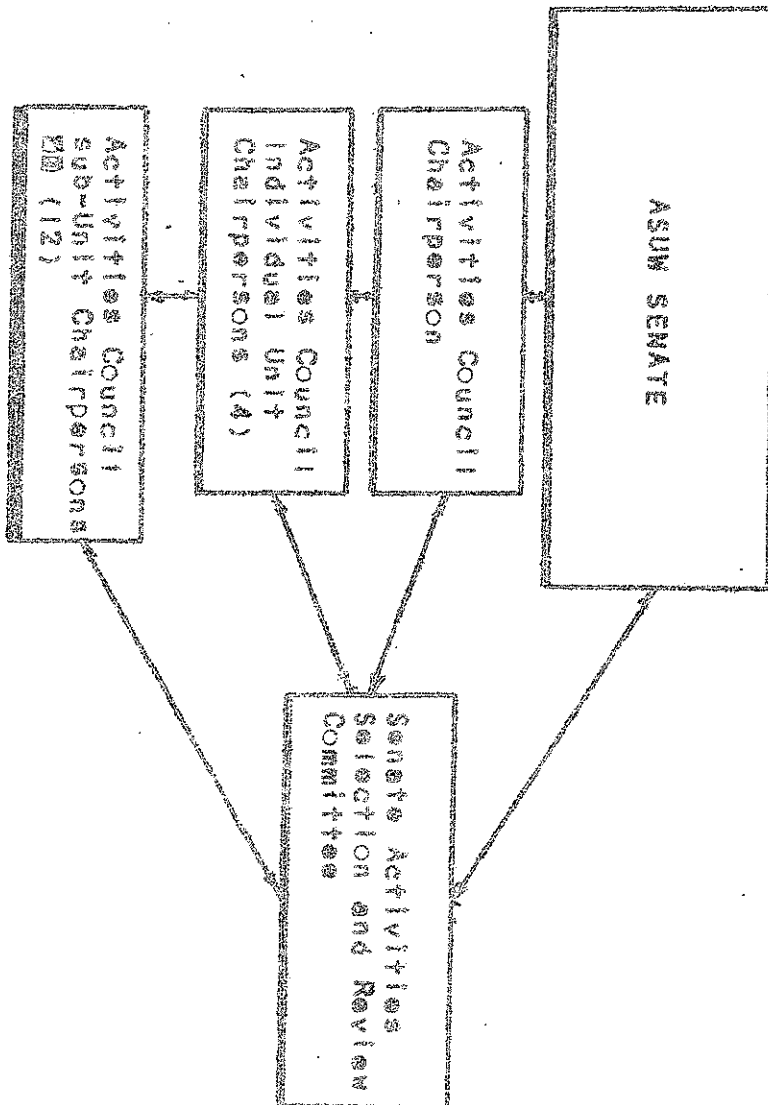 ASUW SENATE
Activities Council
Chairperson
Activities Council
Individual Unit
Chairpersons (4)
Activities Council
sub-Unit Chairpersons
(12)
Senate Activities
Selection and Review
Committee